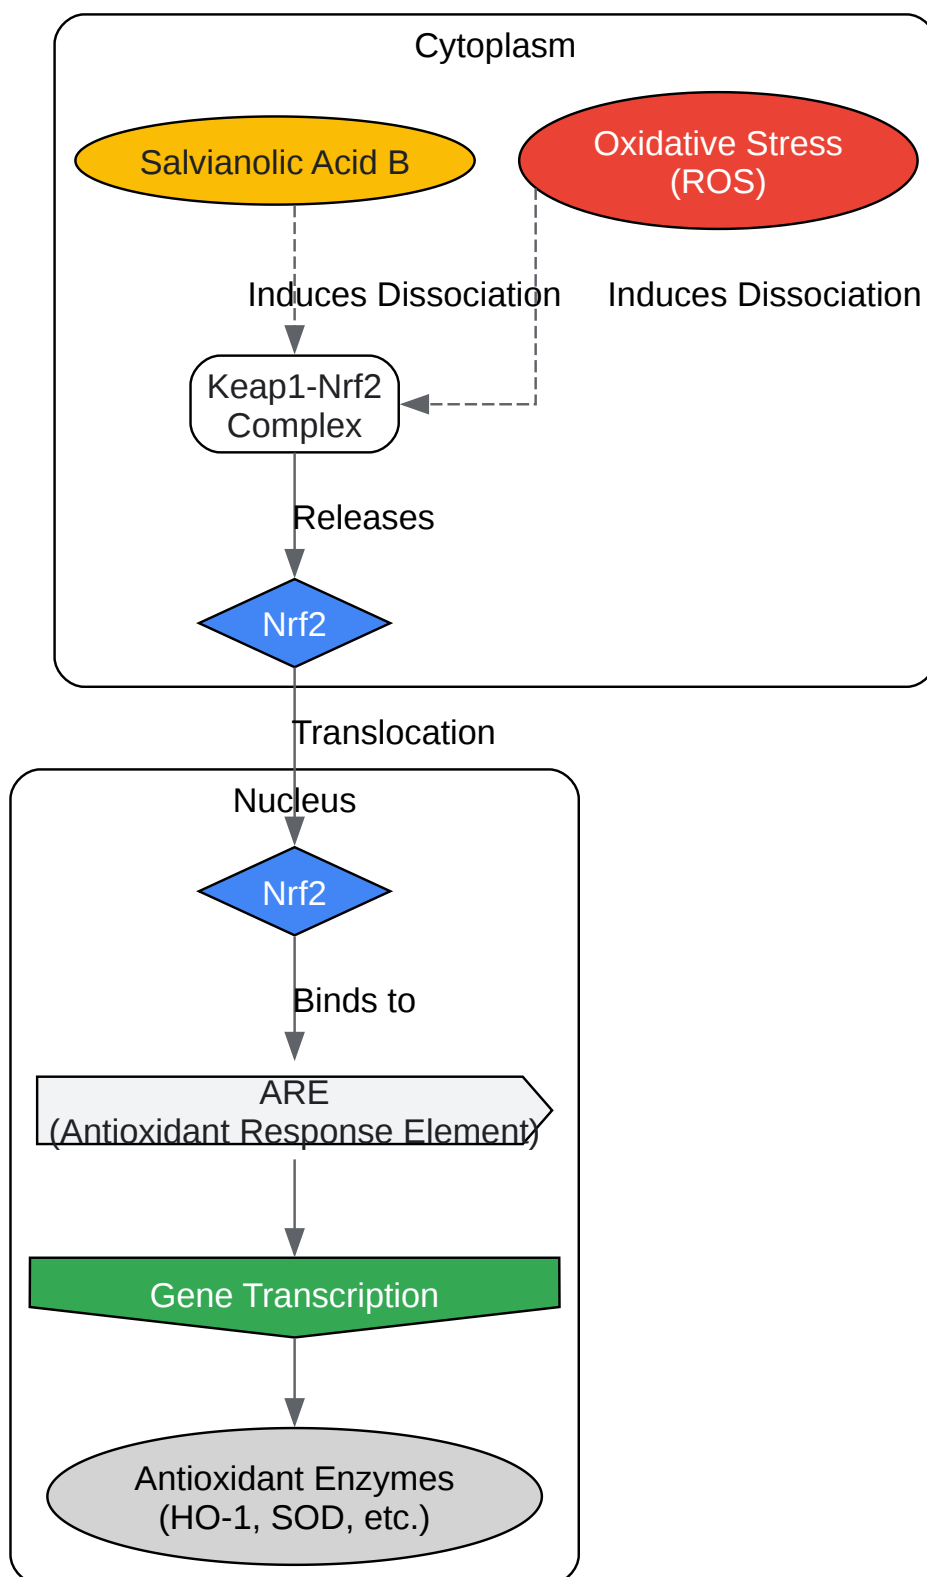 Cytoplasm
Salvianolic Acid B
Oxidative Stress
(ROS)
Induces Dissociation
Induces Dissociation
Keap1-Nrf2
Complex
Releases
Nrf2
Translocation
Nucleus
Nrf2
Binds to
ARE
(Antioxidant Response Element)
Gene Transcription
Antioxidant Enzymes
(HO-1, SOD, etc.)